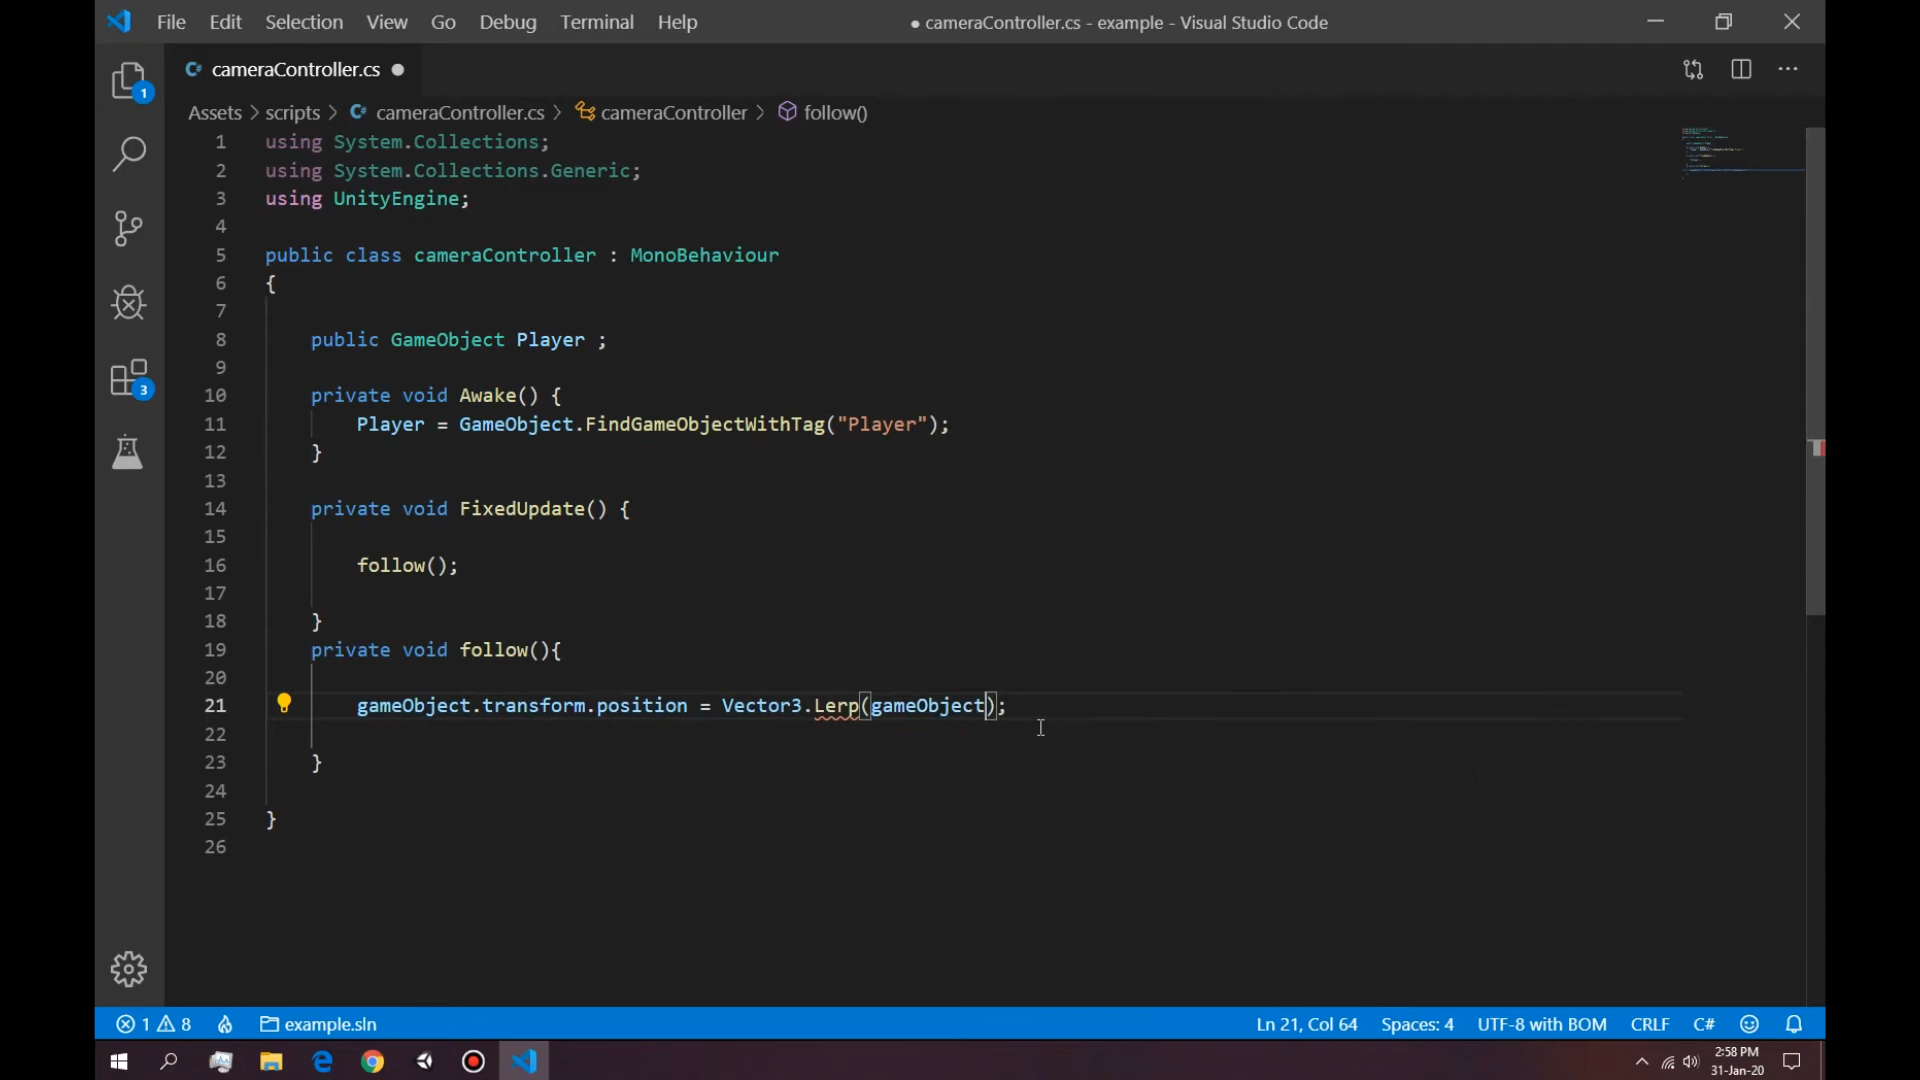 File Edit Selection View Go Debug Terminal Help
● cameraController.cs - example - Visual Studio Code
C# cameraController.cs ●
Assets > scripts > C# cameraController.cs > cameraController > follow()
1 using System.Collections;
2 using System.Collections.Generic;
3 using UnityEngine;
4
5 public class cameraController : MonoBehaviour
6 {
7
8 public GameObject Player ;
9
10 private void Awake() {
11 Player = GameObject.FindGameObjectWithTag("Player");
12 }
13
14 private void FixedUpdate() {
15
16 follow();
17
18 }
19 private void follow(){
20
21 gameObject.transform.position = Vector3.Lerp(gameObject);
22
23 }
24
25 }
26
1
3
1 8 example.sln Ln 21, Col 64 Spaces: 4 UTF-8 with BOM CRLF C#
2:58 PM
31-Jan-20